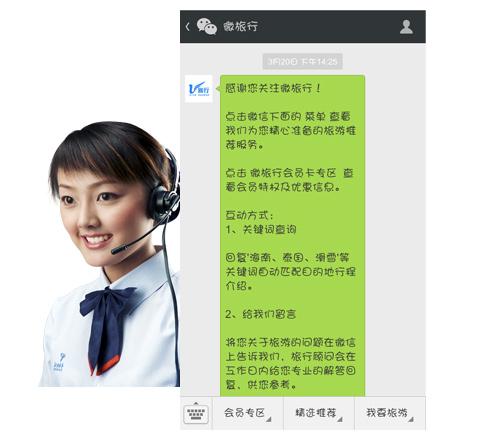 微旅行
3月20日 下午14:25
旅行
感谢您关注微旅行！
点击微信下面的 菜单 查看
我们为您精心准备的旅游推
荐服务。
点击 微旅行会员卡专区 查
看会员特权及优惠信息。
互动方式：
1、关键词查询
回复'海南、泰国、滑雪'等
关键词自动匹配目的地行程
介绍。
2、给我们留言
将您关于旅游的问题在微信
上告诉我们，旅行顾问会在
工作日内给您专业的解答回
复、供您参考。
会员专区
精选推荐
我看旅游